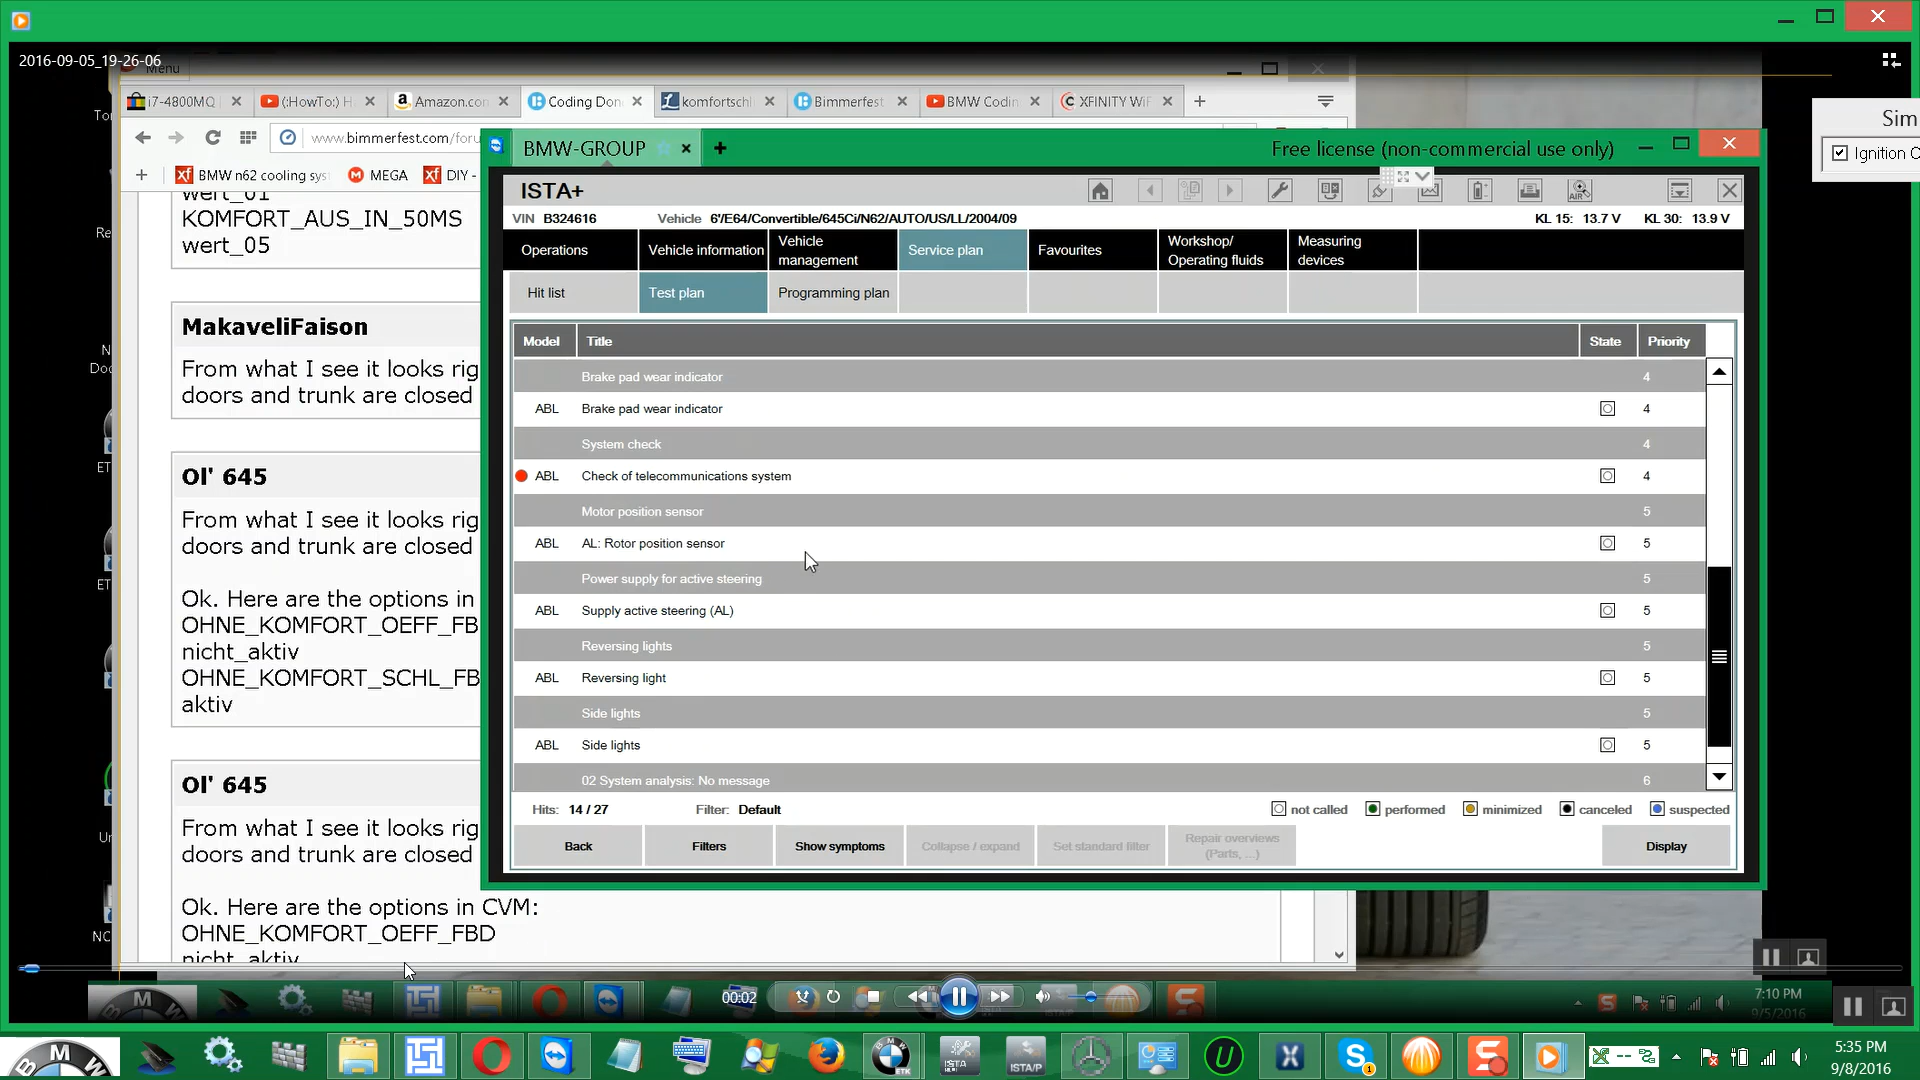 2016-09-05_19-26-06
Menu
i7-4800MQ
(:HowTo:) H
Amazon.con
Coding Don
komfortschl
Bimmerfest
BMW Codin
XFINITY WiF
www.bimmerfest.com/foru
BMW n62 cooling sys
MEGA
DIY -
Sim
Ignition C
wert_01
KOMFORT_AUS_IN_50MS
wert_05
MakaveliFaison
From what I see it looks rig
doors and trunk are closed
Ol' 645
From what I see it looks rig
doors and trunk are closed
Ok. Here are the options in
OHNE_KOMFORT_OEFF_FB
nicht_aktiv
OHNE_KOMFORT_SCHL_FB
aktiv
Ol' 645
From what I see it looks rig
doors and trunk are closed
Ok. Here are the options in CVM:
OHNE_KOMFORT_OEFF_FBD
nicht_aktiv
BMW-GROUP
Free license (non-commercial use only)
ISTA+
VIN B324616 Vehicle 6'/E64/Convertible/645Ci/N62/AUTO/US/LL/2004/09 KL 15: 13.7 V KL 30: 13.9 V
Operations
Vehicle information
Vehicle management
Service plan
Favourites
Workshop/ Operating fluids
Measuring devices
Hit list
Test plan
Programming plan
Model Title State Priority
Brake pad wear indicator 4
ABL Brake pad wear indicator 4
System check 4
ABL Check of telecommunications system 4
Motor position sensor 5
ABL AL: Rotor position sensor 5
Power supply for active steering 5
ABL Supply active steering (AL) 5
Reversing lights 5
ABL Reversing light 5
Side lights 5
ABL Side lights 5
02 System analysis: No message 6
Hits: 14 / 27 Filter: Default not called performed minimized canceled suspected
Back
Filters
Show symptoms
Collapse / expand
Set standard filter
Repair overviews (Parts, ...)
Display
00:02
7:10 PM
9/5/2016
5:35 PM
9/8/2016